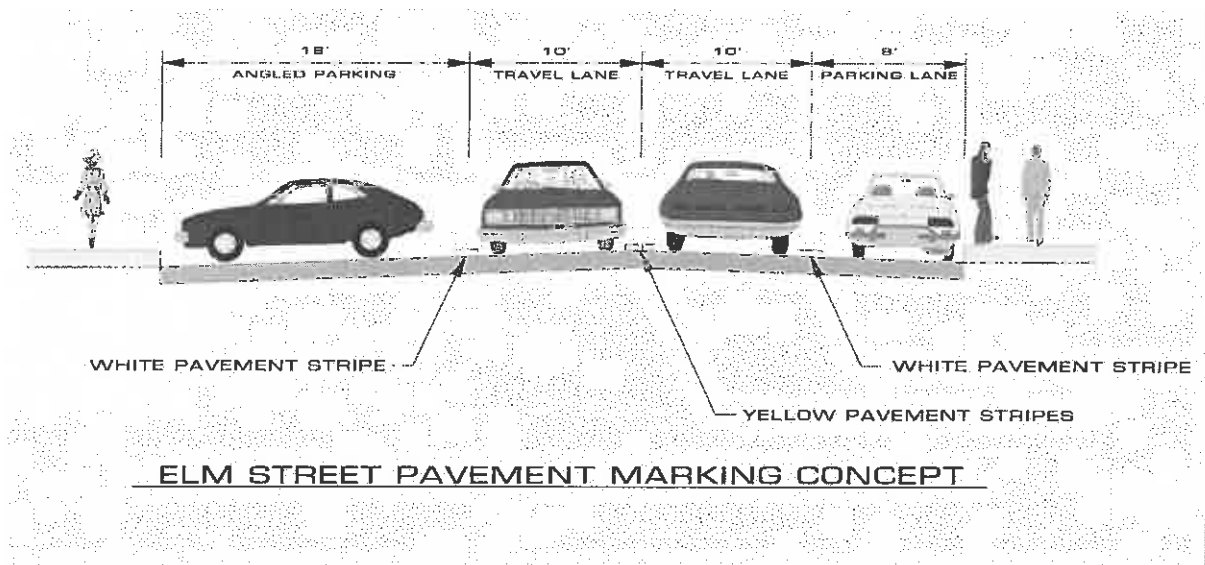 18' 10' 10' 8'
ANGLED PARKING TRAVEL LANE TRAVEL LANE PARKING LANE
WHITE PAVEMENT STRIPE
WHITE PAVEMENT STRIPE
YELLOW PAVEMENT STRIPES
ELM STREET PAVEMENT MARKING CONCEPT